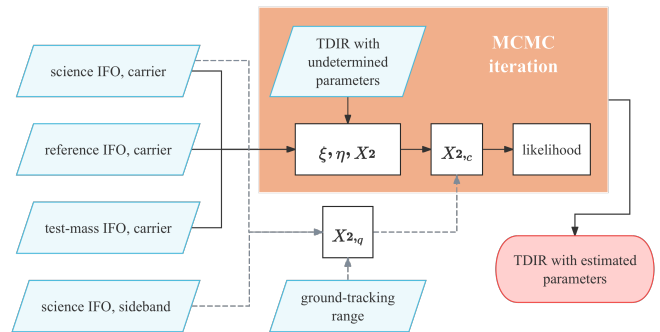 TDIR with
undetermined
parameters
MCMC
iteration
science IFO, carrier
reference IFO, carrier
ξ, η, X₂
X₂,c
likelihood
test-mass IFO, carrier
X₂,q
science IFO, sideband
ground-tracking
range
TDIR with estimated
parameters